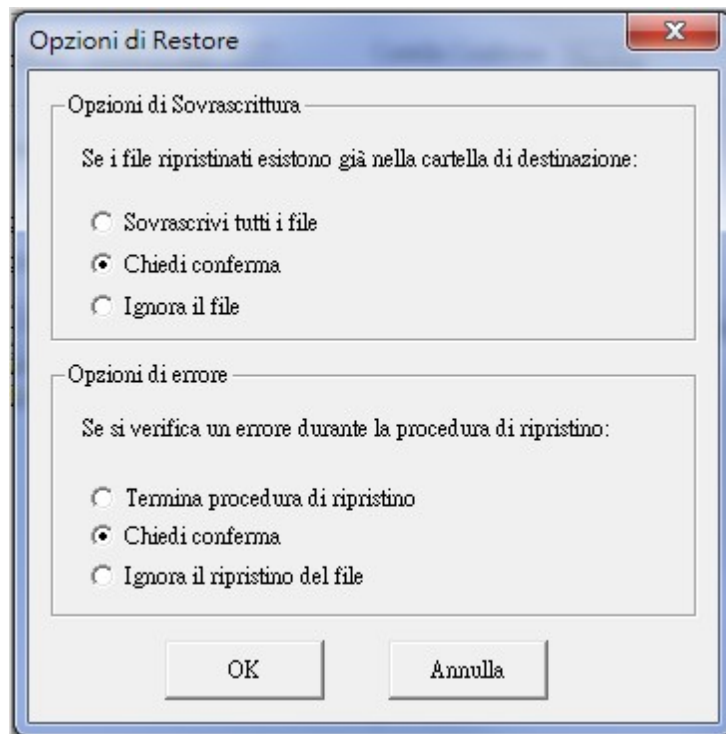 Opzioni di Restore
Opzioni di Sovrascrittura
Se i file ripristinati esistono già nella cartella di destinazione:
Sovrascrivi tutti i file
Chiedi conferma
Ignora il file
Opzioni di errore
Se si verifica un errore durante la procedura di ripristino:
Termina procedura di ripristino
Chiedi conferma
Ignora il ripristino del file
OK
Annulla